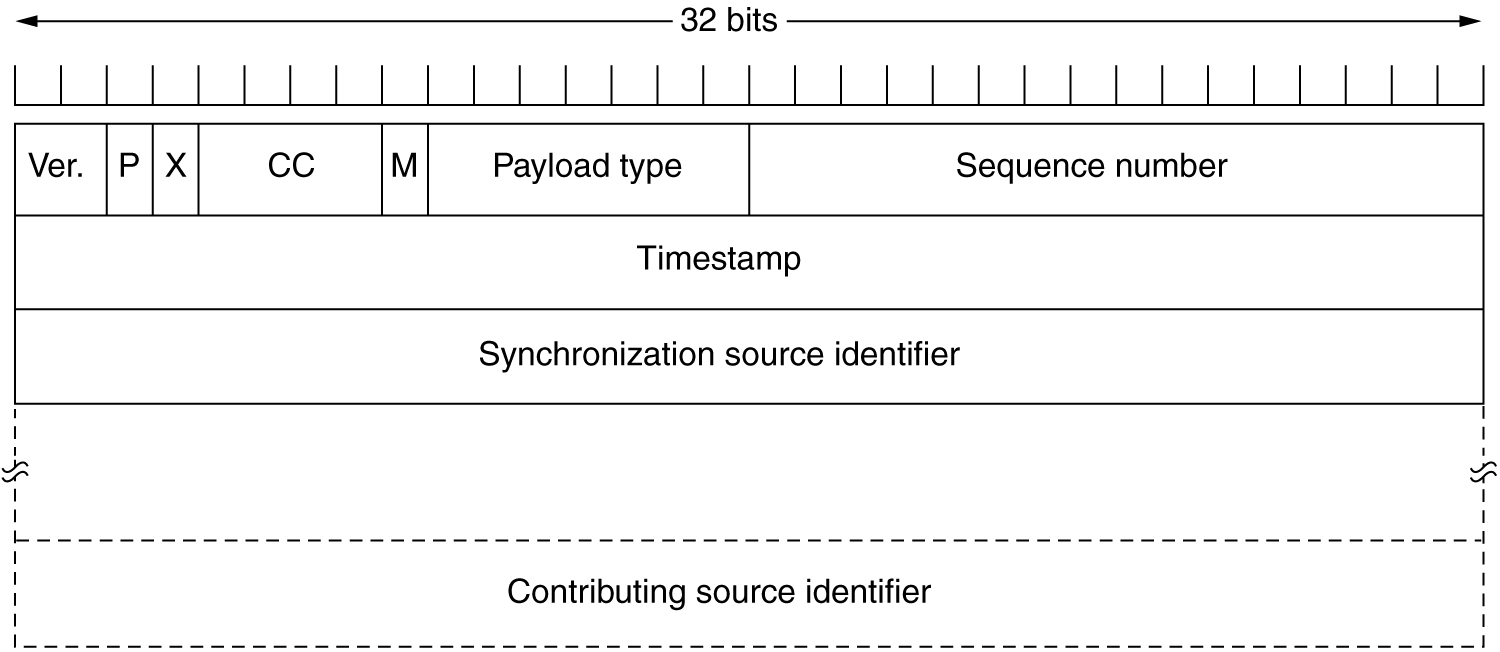 32 bits
Ver. P X CC M Payload type Sequence number
Timestamp
Synchronization source identifier
Contributing source identifier